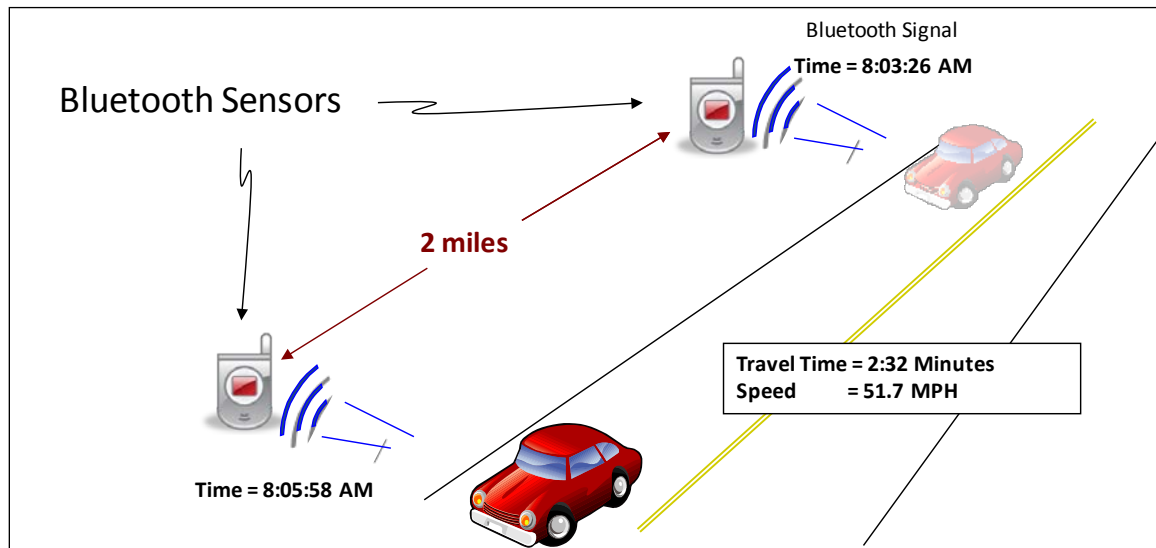 Bluetooth Signal
Time = 8:03:26 AM
Bluetooth Sensors
2 miles
Travel Time = 2:32 Minutes
Speed = 51.7 MPH
Time = 8:05:58 AM